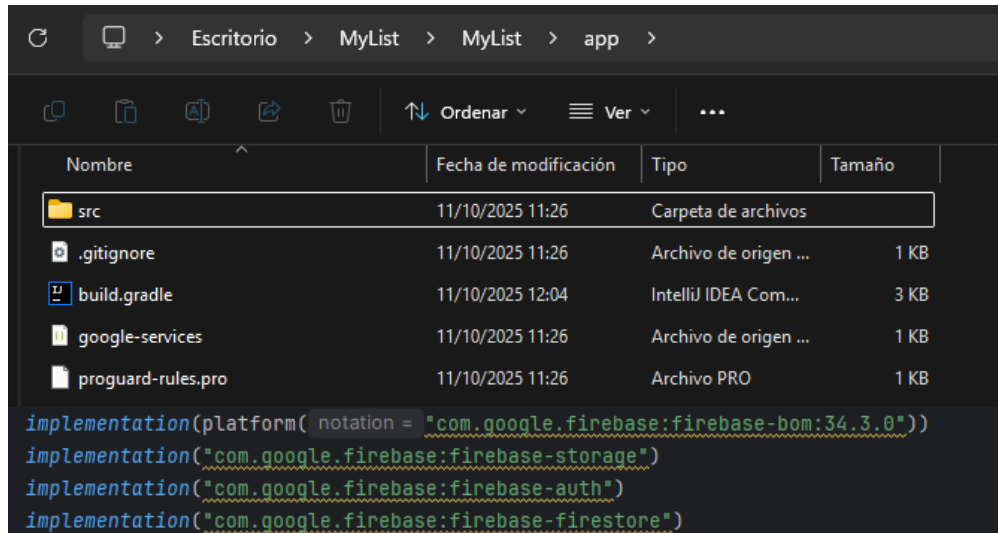 Escritorio > MyList > MyList > app >
Ordenar Ver
Nombre Fecha de modificación Tipo Tamaño
src 11/10/2025 11:26 Carpeta de archivos
.gitignore 11/10/2025 11:26 Archivo de origen ... 1 KB
build.gradle 11/10/2025 12:04 IntelliJ IDEA Com... 3 KB
google-services 11/10/2025 11:26 Archivo de origen ... 1 KB
proguard-rules.pro 11/10/2025 11:26 Archivo PRO 1 KB
implementation(platform( notation = "com.google.firebase:firebase-bom:34.3.0"))
implementation("com.google.firebase:firebase-storage")
implementation("com.google.firebase:firebase-auth")
implementation("com.google.firebase:firebase-firestore")